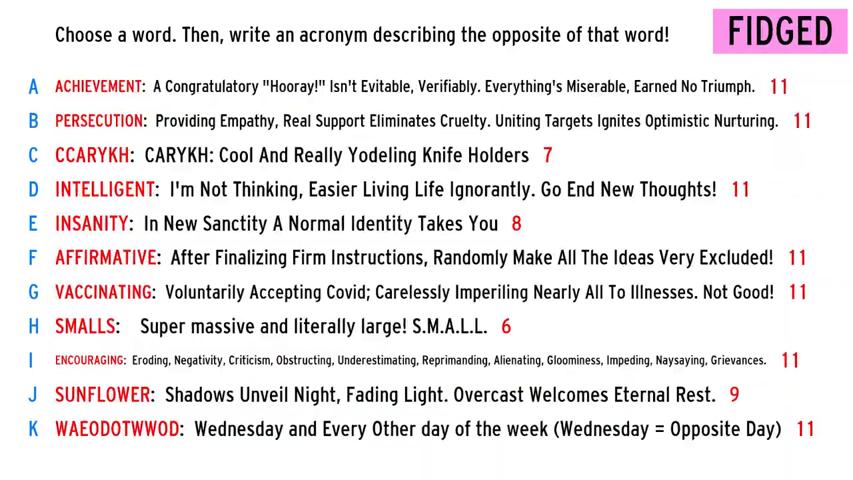 Choose a word. Then, write an acronym describing the opposite of that word!
FIDGED
A ACHIEVEMENT: A Congratulatory "Hooray!" Isn't Evitable, Verifiably. Everything's Miserable, Earned No Triumph. 11
B PERSECUTION: Providing Empathy, Real Support Eliminates Cruelty. Uniting Targets Ignites Optimistic Nurturing. 11
C CCARYKH: CARYKH: Cool And Really Yodeling Knife Holders 7
D INTELLIGENT: I'm Not Thinking, Easier Living Life Ignorantly. Go End New Thoughts! 11
E INSANITY: In New Sanctity A Normal Identity Takes You 8
F AFFIRMATIVE: After Finalizing Firm Instructions, Randomly Make All The Ideas Very Excluded! 11
G VACCINATING: Voluntarily Accepting Covid; Carelessly Imperiling Nearly All To Illnesses. Not Good! 11
H SMALLS: Super massive and literally large! S.M.A.L.L. 6
I ENCOURAGING: Eroding, Negativity, Criticism, Obstructing, Underestimating, Reprimanding, Alienating, Gloominess, Impeding, Naysaying, Grievances. 11
J SUNFLOWER: Shadows Unveil Night, Fading Light. Overcast Welcomes Eternal Rest. 9
K WAEODOTWWOD: Wednesday and Every Other day of the week (Wednesday = Opposite Day) 11